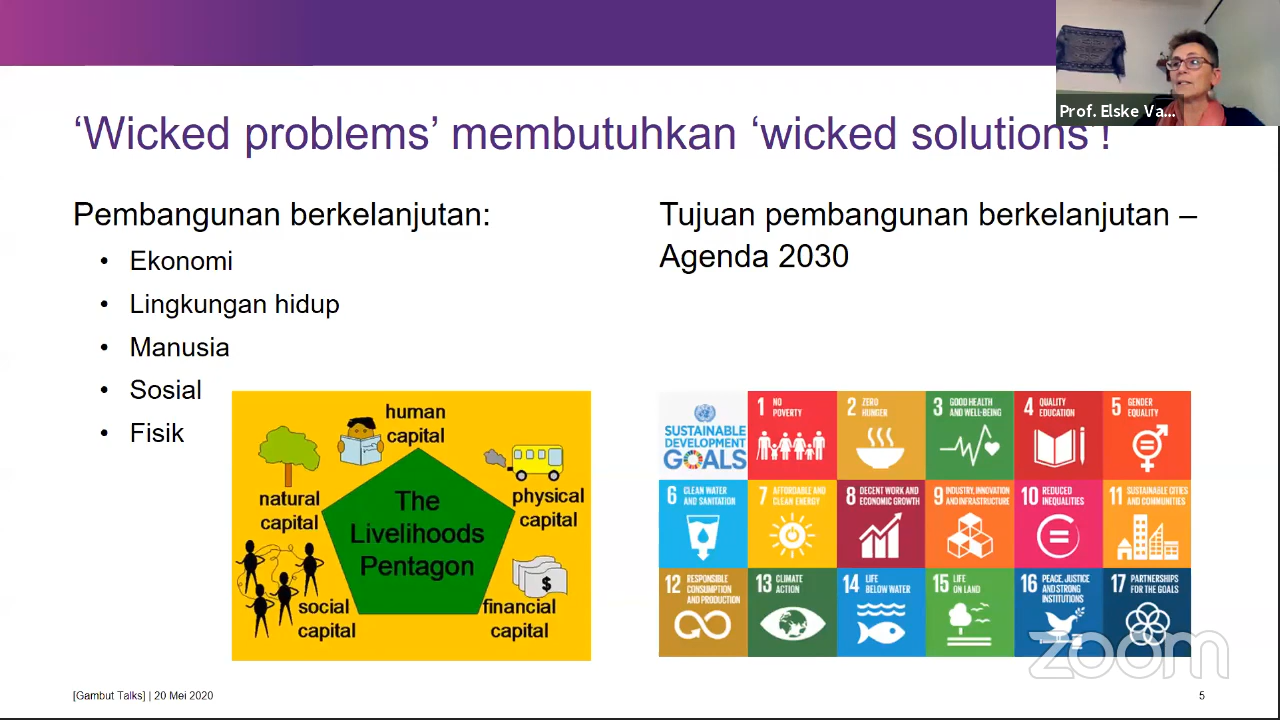 Prof. Elske Va...
‘Wicked problems’ membutuhkan ‘wicked solutions’!
Pembangunan berkelanjutan:
• Ekonomi
• Lingkungan hidup
• Manusia
• Sosial
• Fisik
human
capital
natural
capital
physical
capital
The
Livelihoods
Pentagon
$
social
capital
financial
capital
Tujuan pembangunan berkelanjutan –
Agenda 2030
SUSTAINABLE
DEVELOPMENT
GOALS
1 NO
POVERTY
2 ZERO
HUNGER
3 GOOD HEALTH
AND WELL-BEING
4 QUALITY
EDUCATION
5 GENDER
EQUALITY
6 CLEAN WATER
AND SANITATION
7 AFFORDABLE AND
CLEAN ENERGY
8 DECENT WORK AND
ECONOMIC GROWTH
9 INDUSTRY, INNOVATION
AND INFRASTRUCTURE
10 REDUCED
INEQUALITIES
11 SUSTAINABLE CITIES
AND COMMUNITIES
12 RESPONSIBLE
CONSUMPTION
AND PRODUCTION
13 CLIMATE
ACTION
14 LIFE
BELOW WATER
15 LIFE
ON LAND
16 PEACE, JUSTICE
AND STRONG
INSTITUTIONS
17 PARTNERSHIPS
FOR THE GOALS
zoom
[Gambut Talks] | 20 Mei 2020
5